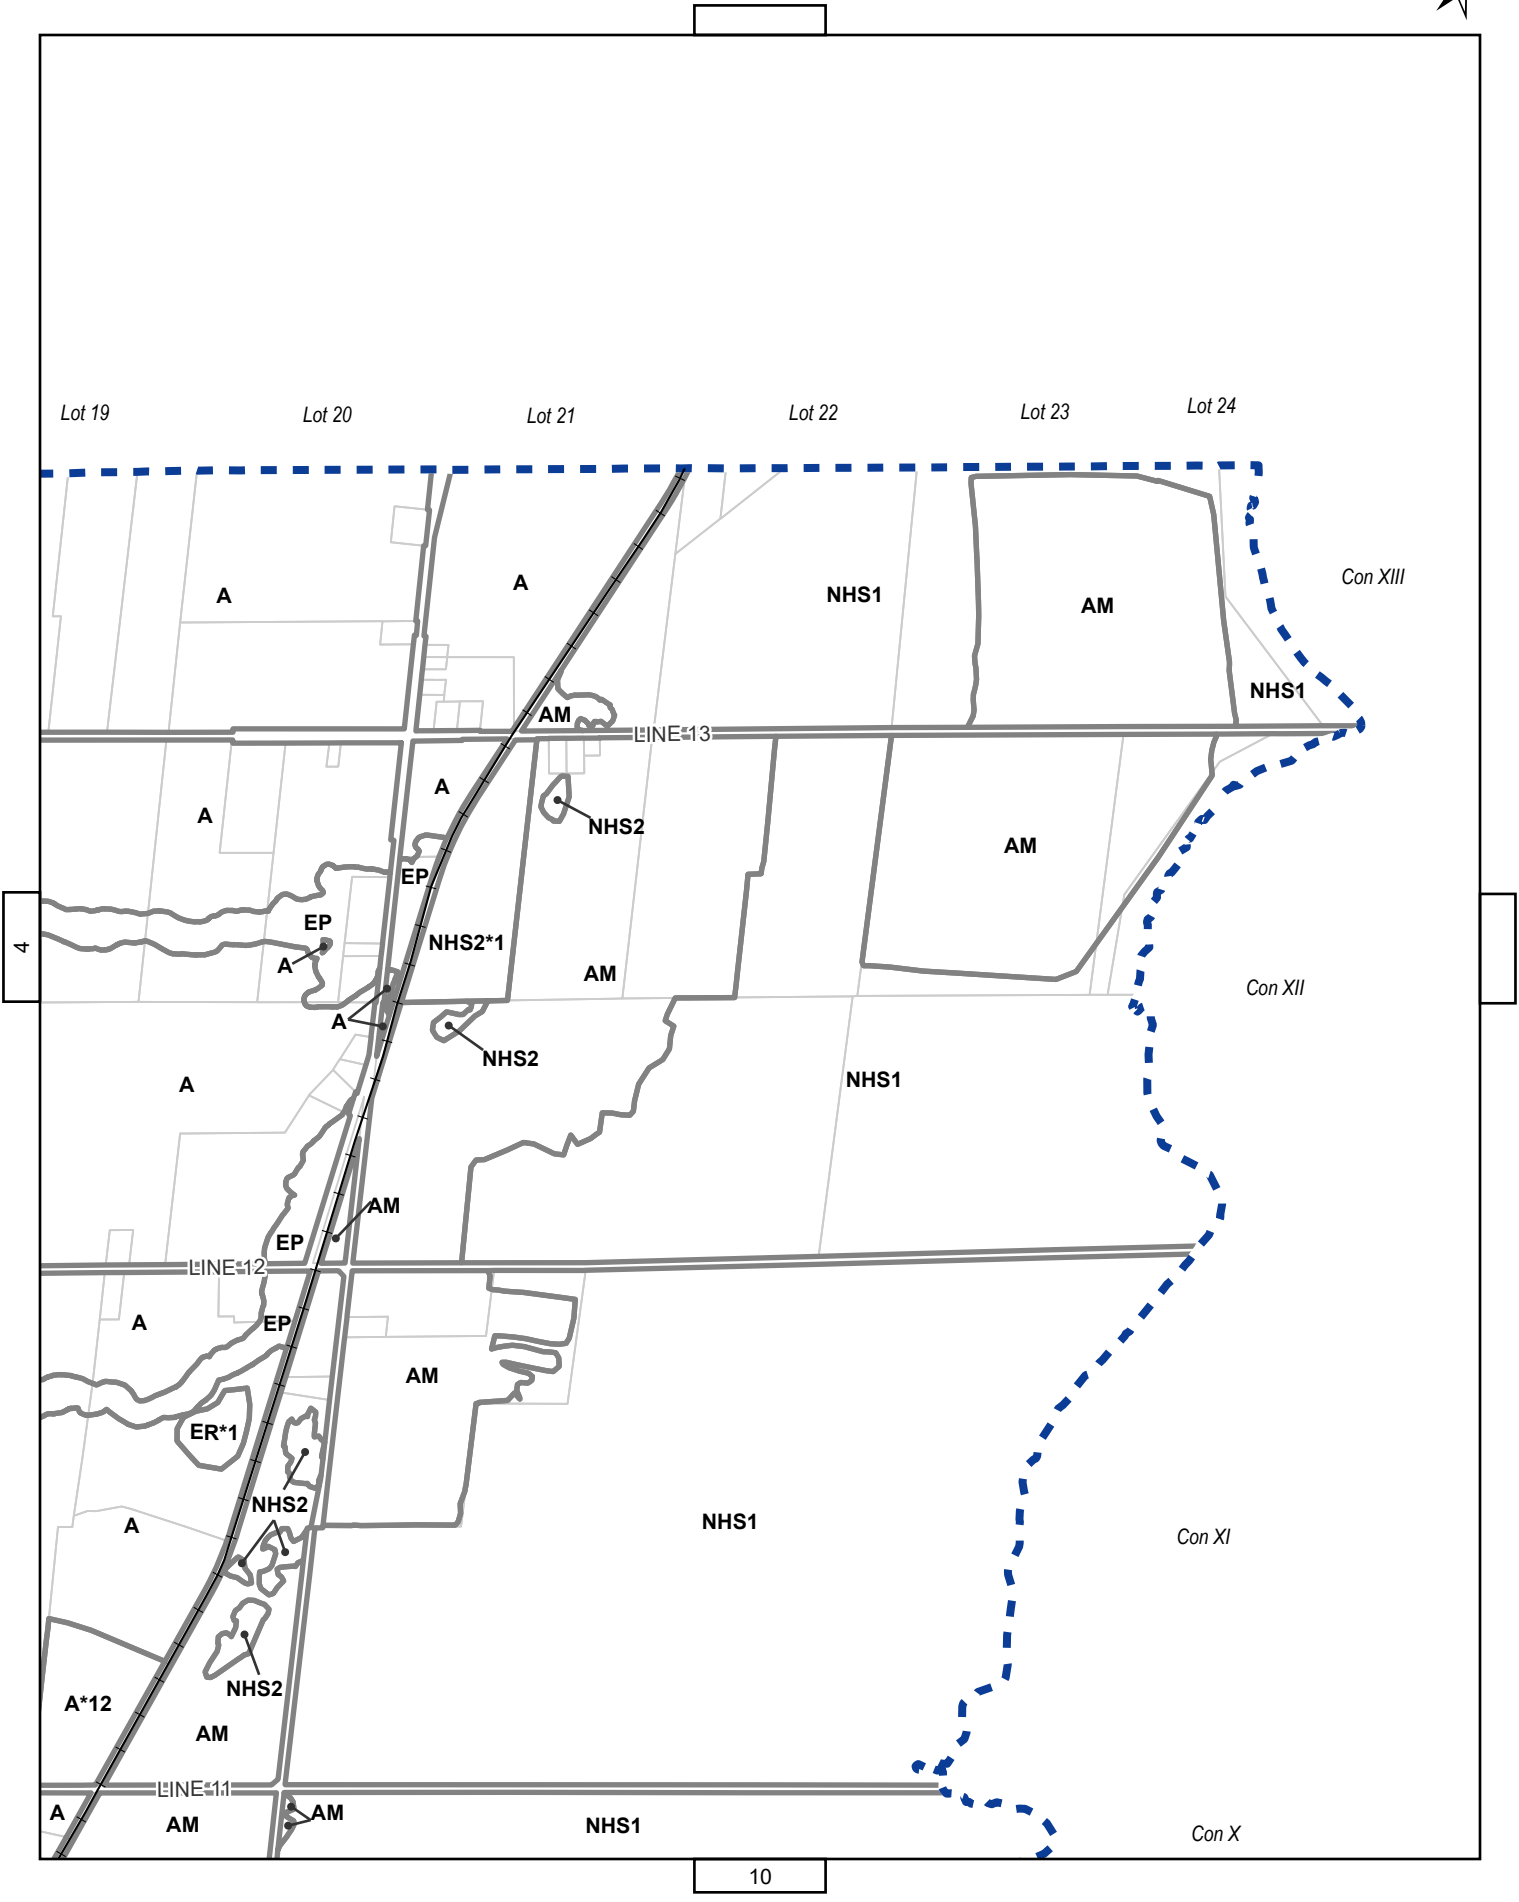 Lot 19 Lot 20 Lot 21 Lot 22 Lot 23 Lot 24
Con XIII
A
A
NHS1
AM
NHS1
AM
LINE 13
A
A
NHS2
AM
EP
EP
NHS2*1
A
AM
4
Con XII
A
NHS2
A
NHS1
AM
EP
LINE 12
A
EP
AM
ER*1
NHS2
A
NHS1
Con XI
NHS2
A*12
AM
LINE 11
A
AM
AM
NHS1
Con X
10